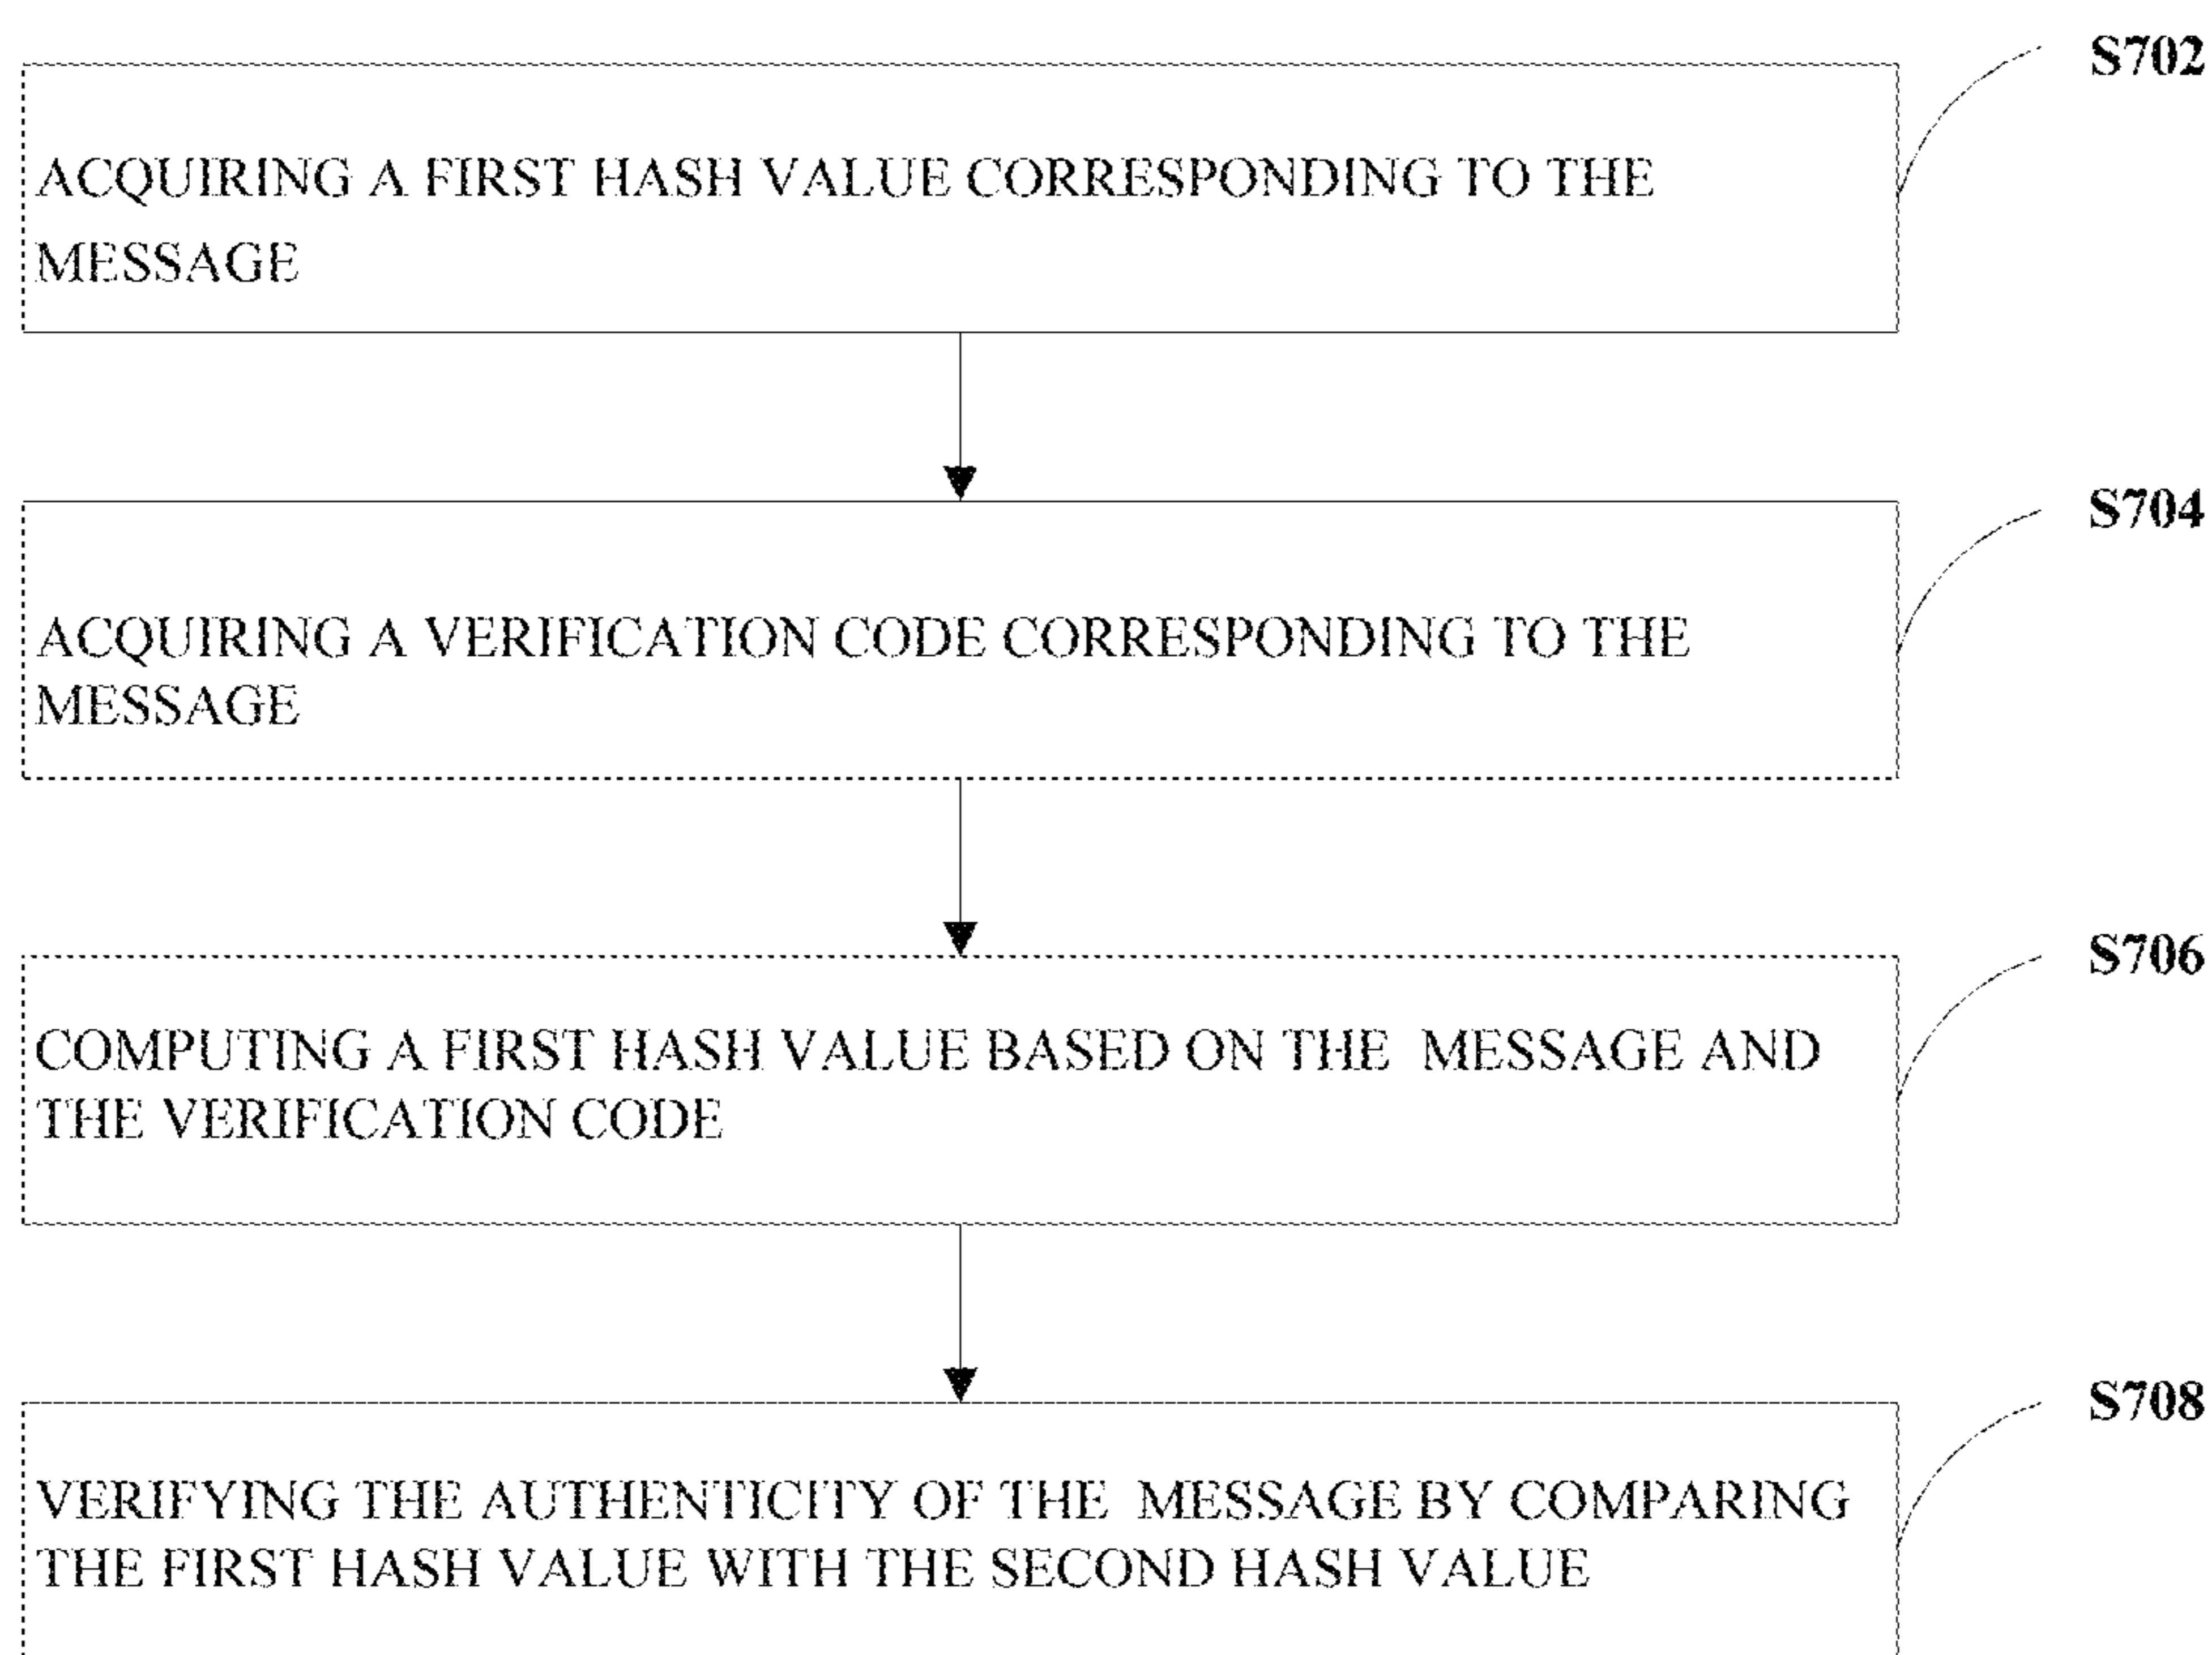 S702
ACQUIRING A FIRST HASH VALUE CORRESPONDING TO THE
MESSAGE
S704
ACQUIRING A VERIFICATION CODE CORRESPONDING TO THE
MESSAGE
S706
COMPUTING A FIRST HASH VALUE BASED ON THE MESSAGE AND
THE VERIFICATION CODE
S708
VERIFYING THE AUTHENTICITY OF THE MESSAGE BY COMPARING
THE FIRST HASH VALUE WITH THE SECOND HASH VALUE